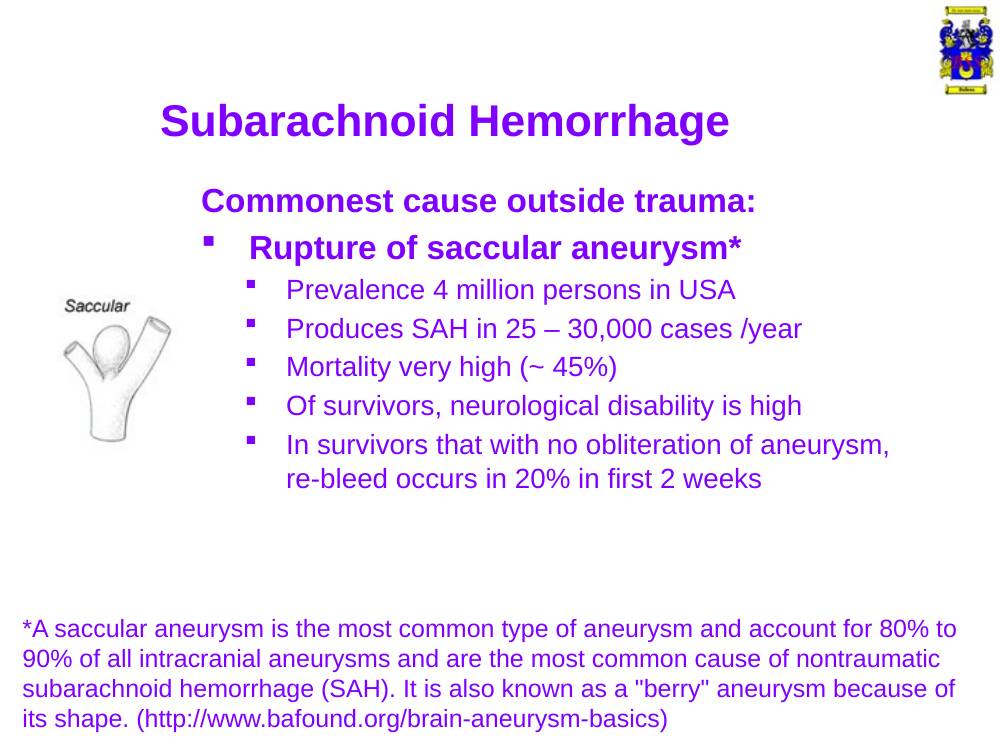 Subarachnoid Hemorrhage
Commonest cause outside trauma:
▪ Rupture of saccular aneurysm*
▪ Prevalence 4 million persons in USA
▪ Produces SAH in 25 – 30,000 cases /year
▪ Mortality very high (~ 45%)
▪ Of survivors, neurological disability is high
▪ In survivors that with no obliteration of aneurysm,
re-bleed occurs in 20% in first 2 weeks
Saccular
*A saccular aneurysm is the most common type of aneurysm and account for 80% to
90% of all intracranial aneurysms and are the most common cause of nontraumatic
subarachnoid hemorrhage (SAH). It is also known as a "berry" aneurysm because of
its shape. (http://www.bafound.org/brain-aneurysm-basics)